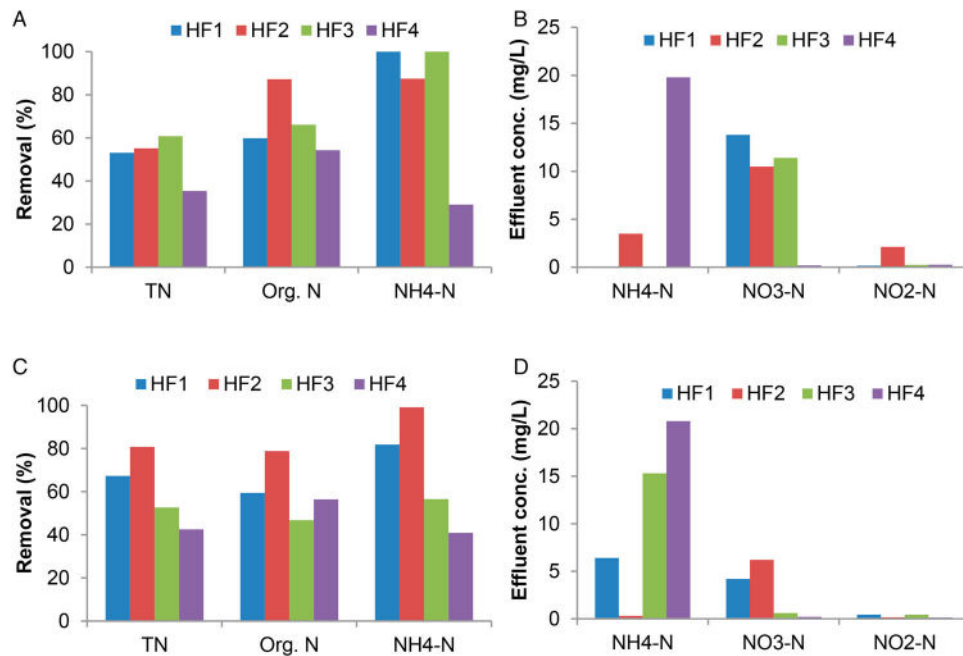 A
HF1 HF2 HF3 HF4
Removal (%)
100
80
60
40
20
0
TN Org. N NH4-N
B
HF1 HF2 HF3 HF4
Effluent conc. (mg/L)
25
20
15
10
5
0
NH4-N NO3-N NO2-N
C
HF1 HF2 HF3 HF4
Removal (%)
100
80
60
40
20
0
TN Org. N NH4-N
D
HF1 HF2 HF3 HF4
Effluent conc. (mg/L)
25
20
15
10
5
0
NH4-N NO3-N NO2-N